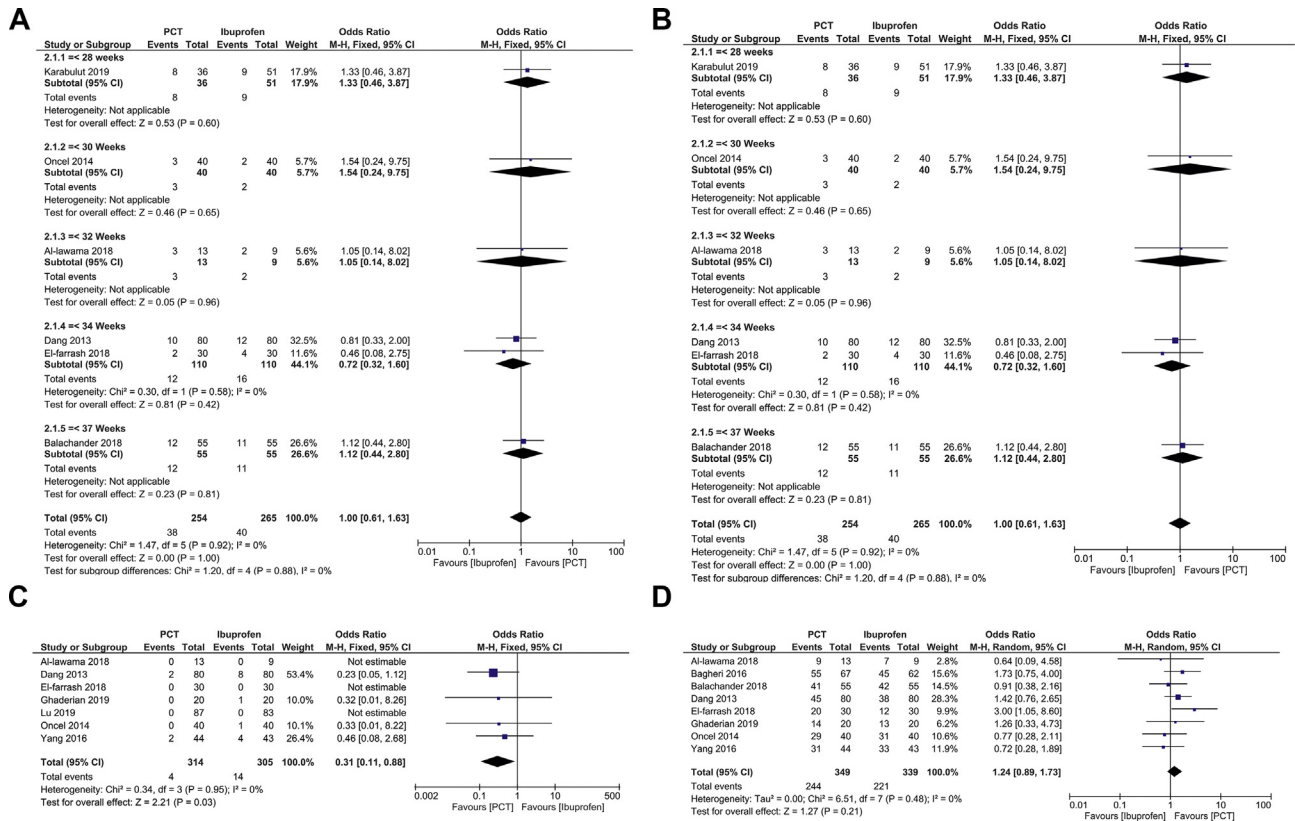 A
PCT Ibuprofen Odds Ratio Odds Ratio
Study or Subgroup Events Total Events Total Weight M-H, Fixed, 95% CI M-H, Fixed, 95% CI
2.1.1 =< 28 weeks
Karabulut 2019 8 36 9 51 17.9% 1.33 [0.46, 3.87]
Subtotal (95% CI) 36 51 17.9% 1.33 [0.46, 3.87]
Total events 8 9
Heterogeneity: Not applicable
Test for overall effect: Z = 0.53 (P = 0.60)
2.1.2 =< 30 Weeks
Oncel 2014 3 40 2 40 5.7% 1.54 [0.24, 9.75]
Subtotal (95% CI) 40 40 5.7% 1.54 [0.24, 9.75]
Total events 3 2
Heterogeneity: Not applicable
Test for overall effect: Z = 0.46 (P = 0.65)
2.1.3 =< 32 Weeks
Al-lawama 2018 3 13 2 9 5.6% 1.05 [0.14, 8.02]
Subtotal (95% CI) 13 9 5.6% 1.05 [0.14, 8.02]
Total events 3 2
Heterogeneity: Not applicable
Test for overall effect: Z = 0.05 (P = 0.96)
2.1.4 =< 34 Weeks
Dang 2013 10 80 12 80 32.5% 0.81 [0.33, 2.00]
El-farrash 2018 2 30 4 30 11.6% 0.46 [0.08, 2.75]
Subtotal (95% CI) 110 110 44.1% 0.72 [0.32, 1.60]
Total events 12 16
Heterogeneity: Chi² = 0.30, df = 1 (P = 0.58); I² = 0%
Test for overall effect: Z = 0.81 (P = 0.42)
2.1.5 =< 37 Weeks
Balachander 2018 12 55 11 55 26.6% 1.12 [0.44, 2.80]
Subtotal (95% CI) 55 55 26.6% 1.12 [0.44, 2.80]
Total events 12 11
Heterogeneity: Not applicable
Test for overall effect: Z = 0.23 (P = 0.81)
Total (95% CI) 254 265 100.0% 1.00 [0.61, 1.63]
Total events 38 40
Heterogeneity: Chi² = 1.47, df = 5 (P = 0.92); I² = 0%
Test for overall effect: Z = 0.00 (P = 1.00)
Test for subgroup differences: Chi² = 1.20, df = 4 (P = 0.88), I² = 0%
0.01 0.1 1 10 100
Favours [Ibuprofen] Favours [PCT]
B
PCT Ibuprofen Odds Ratio Odds Ratio
Study or Subgroup Events Total Events Total Weight M-H, Fixed, 95% CI M-H, Fixed, 95% CI
2.1.1 =< 28 weeks
Karabulut 2019 8 36 9 51 17.9% 1.33 [0.46, 3.87]
Subtotal (95% CI) 36 51 17.9% 1.33 [0.46, 3.87]
Total events 8 9
Heterogeneity: Not applicable
Test for overall effect: Z = 0.53 (P = 0.60)
2.1.2 =< 30 Weeks
Oncel 2014 3 40 2 40 5.7% 1.54 [0.24, 9.75]
Subtotal (95% CI) 40 40 5.7% 1.54 [0.24, 9.75]
Total events 3 2
Heterogeneity: Not applicable
Test for overall effect: Z = 0.46 (P = 0.65)
2.1.3 =< 32 Weeks
Al-lawama 2018 3 13 2 9 5.6% 1.05 [0.14, 8.02]
Subtotal (95% CI) 13 9 5.6% 1.05 [0.14, 8.02]
Total events 3 2
Heterogeneity: Not applicable
Test for overall effect: Z = 0.05 (P = 0.96)
2.1.4 =< 34 Weeks
Dang 2013 10 80 12 80 32.5% 0.81 [0.33, 2.00]
El-farrash 2018 2 30 4 30 11.6% 0.46 [0.08, 2.75]
Subtotal (95% CI) 110 110 44.1% 0.72 [0.32, 1.60]
Total events 12 16
Heterogeneity: Chi² = 0.30, df = 1 (P = 0.58); I² = 0%
Test for overall effect: Z = 0.81 (P = 0.42)
2.1.5 =< 37 Weeks
Balachander 2018 12 55 11 55 26.6% 1.12 [0.44, 2.80]
Subtotal (95% CI) 55 55 26.6% 1.12 [0.44, 2.80]
Total events 12 11
Heterogeneity: Not applicable
Test for overall effect: Z = 0.23 (P = 0.81)
Total (95% CI) 254 265 100.0% 1.00 [0.61, 1.63]
Total events 38 40
Heterogeneity: Chi² = 1.47, df = 5 (P = 0.92); I² = 0%
Test for overall effect: Z = 0.00 (P = 1.00)
Test for subgroup differences: Chi² = 1.20, df = 4 (P = 0.88), I² = 0%
0.01 0.1 1 10 100
Favours [Ibuprofen] Favours [PCT]
C
PCT Ibuprofen Odds Ratio Odds Ratio
Study or Subgroup Events Total Events Total Weight M-H, Fixed, 95% CI M-H, Fixed, 95% CI
Al-lawama 2018 0 13 0 9 Not estimable
Dang 2013 2 80 8 80 53.4% 0.23 [0.05, 1.12]
El-farrash 2018 0 30 0 30 Not estimable
Ghaderian 2019 0 20 1 20 10.0% 0.32 [0.01, 8.26]
Lu 2019 0 87 0 83 Not estimable
Oncel 2014 0 40 1 40 10.1% 0.33 [0.01, 8.22]
Yang 2016 2 44 4 43 26.4% 0.46 [0.08, 2.68]
Total (95% CI) 314 305 100.0% 0.31 [0.11, 0.88]
Total events 4 14
Heterogeneity: Chi² = 0.34, df = 3 (P = 0.95); I² = 0%
Test for overall effect: Z = 2.21 (P = 0.03)
0.002 0.1 1 10 500
Favours [PCT] Favours [Ibuprofen]
D
PCT Ibuprofen Odds Ratio Odds Ratio
Study or Subgroup Events Total Events Total Weight M-H, Random, 95% CI M-H, Random, 95% CI
Al-lawama 2018 9 13 7 9 2.8% 0.64 [0.09, 4.58]
Bagheri 2016 55 67 45 62 15.6% 1.73 [0.75, 4.00]
Balachander 2018 41 55 42 55 14.5% 0.91 [0.38, 2.16]
Dang 2013 45 80 38 80 28.2% 1.42 [0.76, 2.65]
El-farrash 2018 20 30 12 30 9.9% 3.00 [1.05, 8.60]
Ghaderian 2019 14 20 13 20 6.2% 1.26 [0.33, 4.73]
Oncel 2014 29 40 31 40 10.6% 0.77 [0.28, 2.11]
Yang 2016 31 44 33 43 11.9% 0.72 [0.28, 1.89]
Total (95% CI) 349 339 100.0% 1.24 [0.89, 1.73]
Total events 244 221
Heterogeneity: Tau² = 0.00; Chi² = 6.51, df = 7 (P = 0.48); I² = 0%
Test for overall effect: Z = 1.27 (P = 0.21)
0.01 0.1 1 10 100
Favours [Ibuprofen] Favours [PCT]